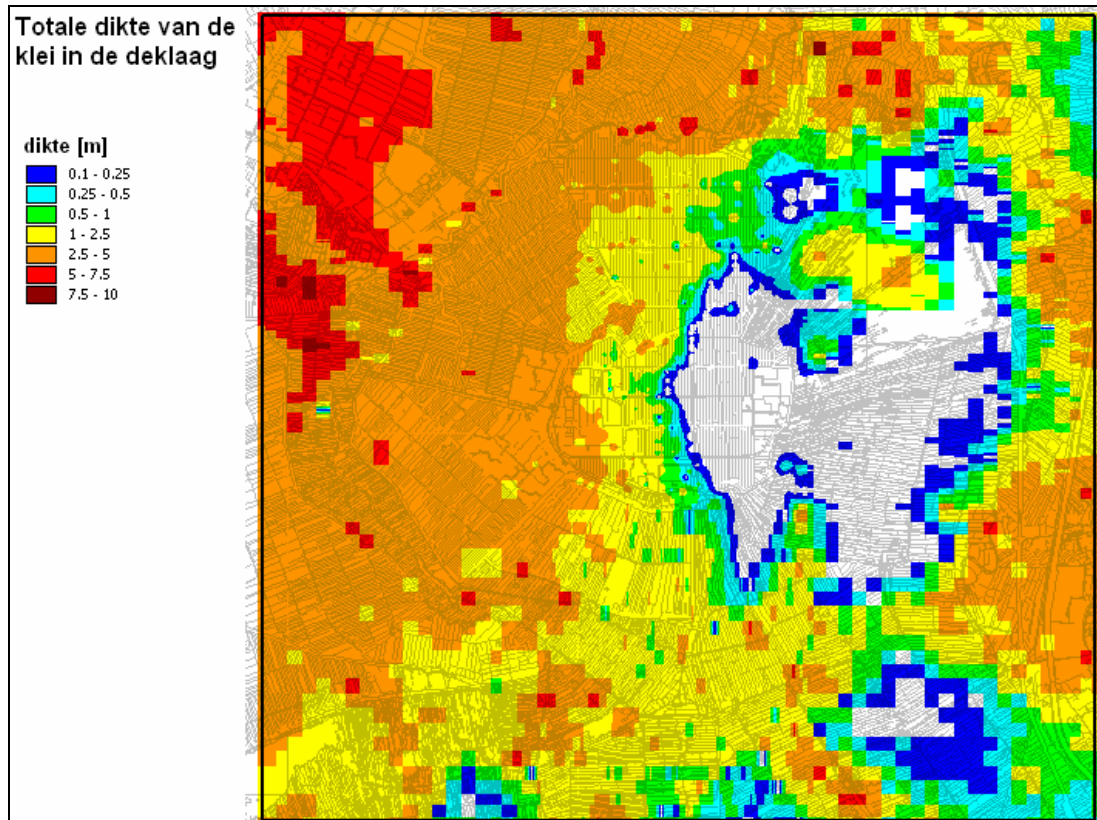 Totale dikte van de
klei in de deklaag
dikte [m]
0.1 - 0.25
0.25 - 0.5
0.5 - 1
1 - 2.5
2.5 - 5
5 - 7.5
7.5 - 10